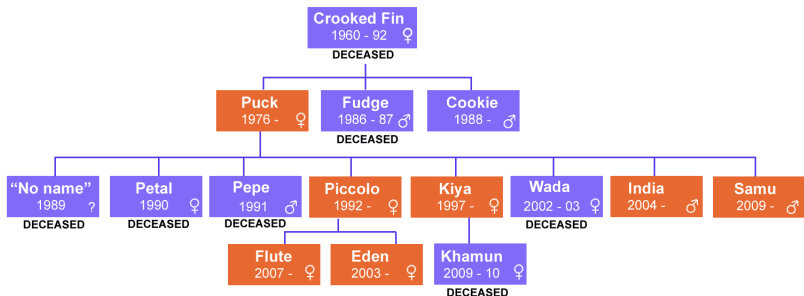 Crooked Fin
1960 - 92 ♀
DECEASED
Puck
1976 - ♀
Fudge
1986 - 87 ♂
DECEASED
Cookie
1988 - ♂
“No name”
1989 ?
DECEASED
Petal
1990 ♀
DECEASED
Pepe
1991 ♂
DECEASED
Piccolo
1992 - ♀
Kiya
1997 - ♀
Wada
2002 - 03 ♀
DECEASED
India
2004 - ♂
Samu
2009 - ♂
Flute
2007 - ♀
Eden
2003 - ♀
Khamun
2009 - 10 ♀
DECEASED